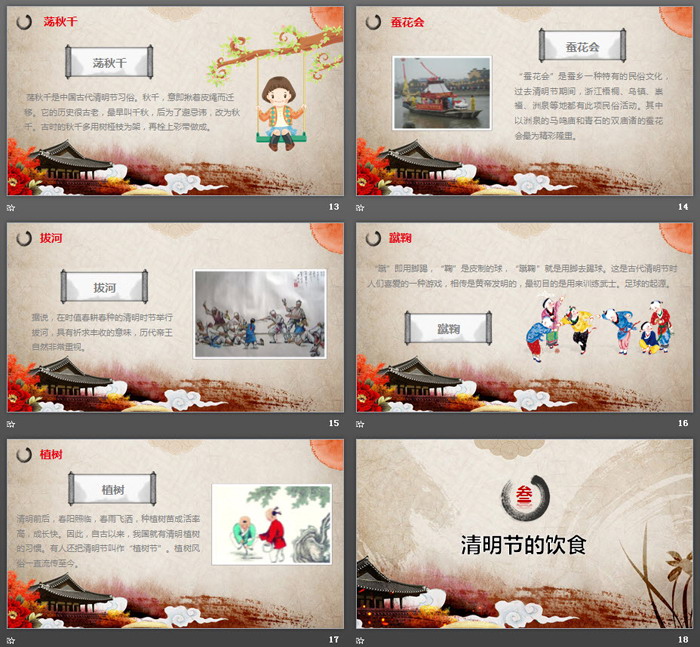 荡秋千
荡秋千
荡秋千是中国古代清明节习俗。秋千，意即揪着皮绳而迁
移。它的历史很古老，最早叫千秋，后为了避忌讳，改为秋
千。古时的秋千多用树桠枝为架，再栓上彩带做成。
13
蚕花会
蚕花会
“蚕花会”是蚕乡一种特有的民俗文化，
过去清明节期间，浙江梧桐、乌镇、崇
福、洲泉等地都有此项民俗活动。其中
以洲泉的马鸣庙和青石的双庙渚的蚕花
会最为精彩隆重。
14
拔河
拔河
据说，在时值春耕春种的清明时节举行
拔河，具有祈求丰收的意味，历代帝王
自然非常重视。
15
蹴鞠
“蹴”即用脚踢，“鞠”是皮制的球，“蹴鞠”就是用脚去踢球。这是古代清明节时
人们喜爱的一种游戏，相传是黄帝发明的，最初目的是用来训练武士。足球的起源。
蹴鞠
16
植树
植树
清明前后，春阳照临，春雨飞洒，种植树苗成活率
高，成长快。因此，自古以来，我国就有清明植树
的习惯。有人还把清明节叫作“植树节”。植树风
俗一直流传至今。
17
叁
清明节的饮食
18